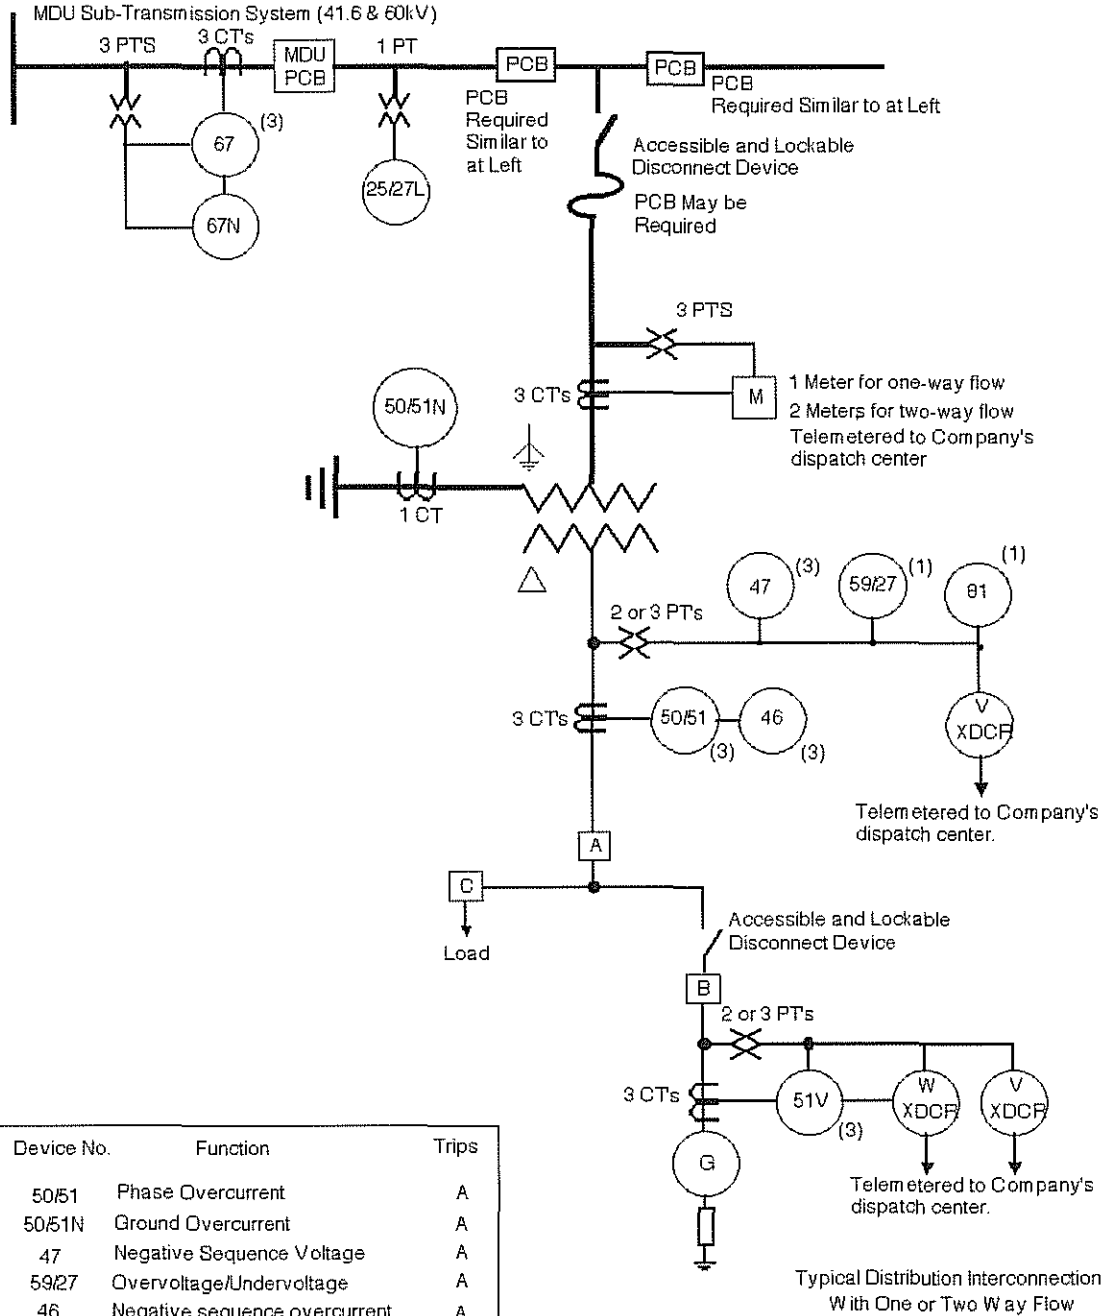 MDU Sub-Transmission System (41.6 & 60kV)
3 PTS
3 CT's
MDU
PCB
1 PT
PCB
PCB
PCB
Required
Similar to
at Left
PCB
Required Similar to at Left
67
(3)
67N
25/27L
Accessible and Lockable
Disconnect Device
PCB May be
Required
3 PTS
3 CT's
M
1 Meter for one-way flow
2 Meters for two-way flow
Telemetered to Company's
dispatch center
50/51N
1 CT
47
(3)
59/27
(1)
81
(1)
2 or 3 PT's
3 CT's
50/51
(3)
46
(3)
V
XDCR
Telemetered to Company's
dispatch center.
A
C
Load
Accessible and Lockable
Disconnect Device
B
2 or 3 PT's
3 CT's
51V
(3)
W
XDCR
V
XDCR
G
Telemetered to Company's
dispatch center.
Device No. Function Trips
50/51 Phase Overcurrent A
50/51N Ground Overcurrent A
47 Negative Sequence Voltage A
59/27 Overvoltage/Undervoltage A
46 Negative sequence overcurrent A
Typical Distribution Interconnection
With One or Two Way Flow